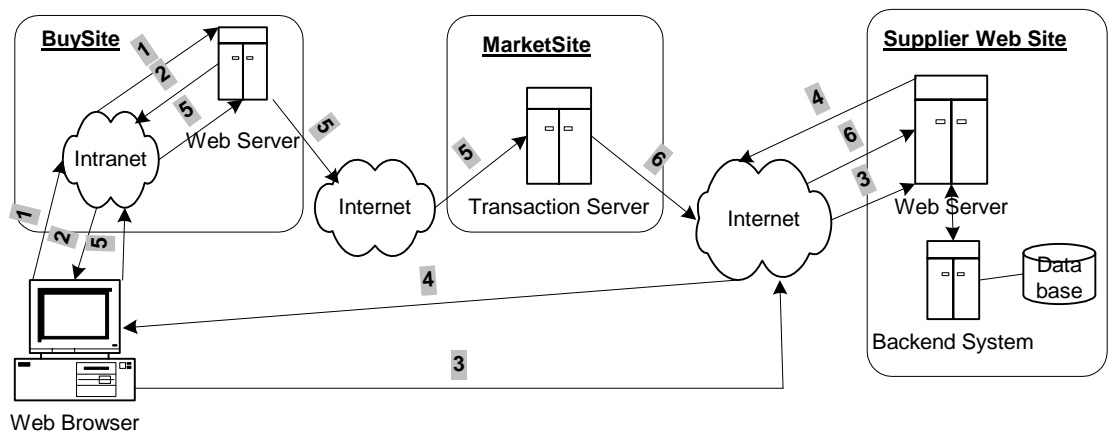 BuySite
MarketSite
Supplier Web Site
1
2
5
Web Server
Intranet
5
5
Internet
Transaction Server
6
4
6
3
Internet
Web Server
1
2
5
4
Data
base
Backend System
3
Web Browser